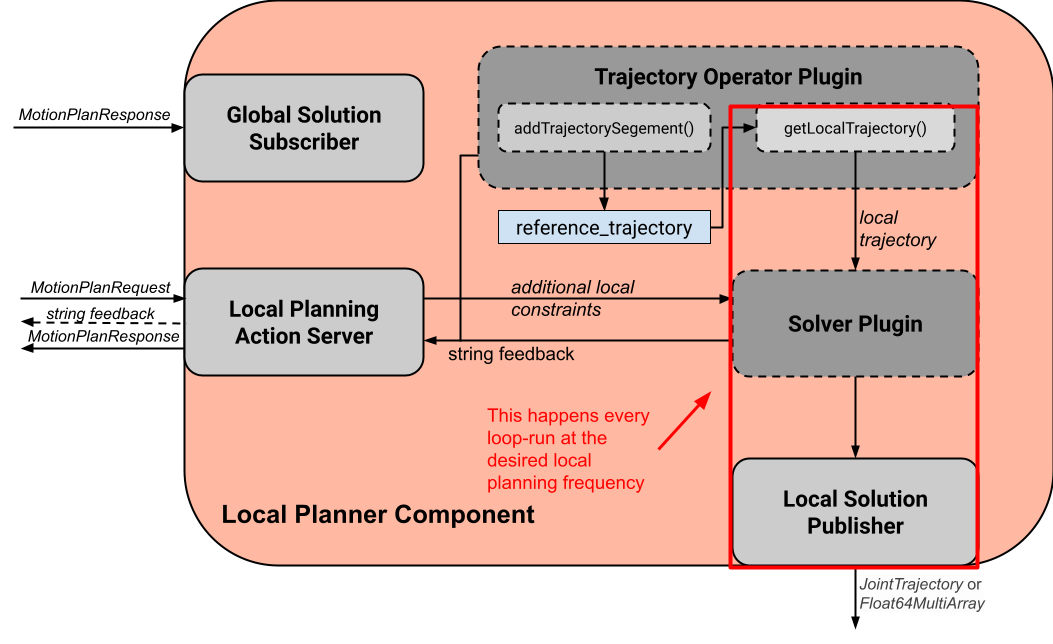 Trajectory Operator Plugin
MotionPlanResponse
Global Solution
Subscriber
addTrajectorySegement()
getLocalTrajectory()
reference_trajectory
local
trajectory
MotionPlanRequest
string feedback
MotionPlanResponse
Local Planning
Action Server
additional local
constraints
string feedback
Solver Plugin
This happens every
loop-run at the
desired local
planning frequency
Local Planner Component
Local Solution
Publisher
JointTrajectory or
Float64MultiArray